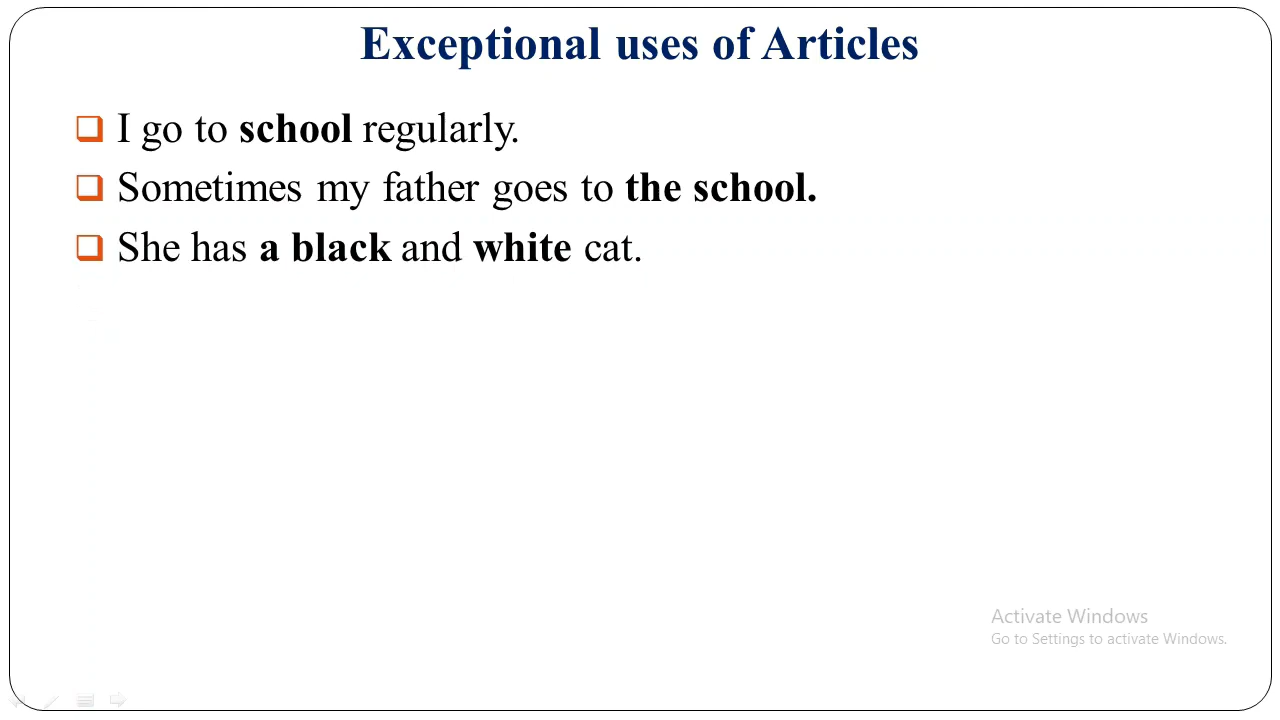 Exceptional uses of Articles
I go to school regularly.
Sometimes my father goes to the school.
She has a black and white cat.
Activate Windows
Go to Settings to activate Windows.